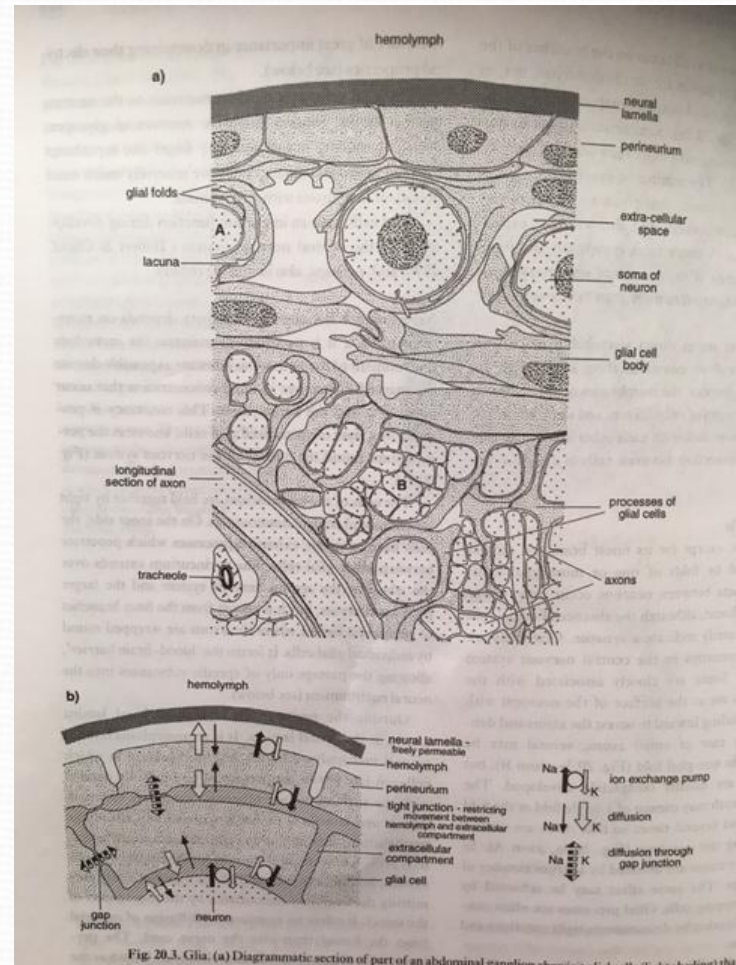 hemolymph
a)
neural
lamella
perineurium
glial folds
A
extra-cellular
space
lacuna
soma of
neuron
glial cell
body
longitudinal
section of axon
B
processes of
glial cells
tracheole
axons
b)
hemolymph
neural lamella -
freely permeable
hemolymph
perineurium
tight junction - restricting
movement between
hemolymph and extracellular
compartment
extracellular
compartment
glial cell
gap
junction
neuron
Na K ion exchange pump
Na K diffusion
Na K diffusion through
gap junction
Fig. 20.3. Glia. (a) Diagrammatic section of part of an abdominal ganglion